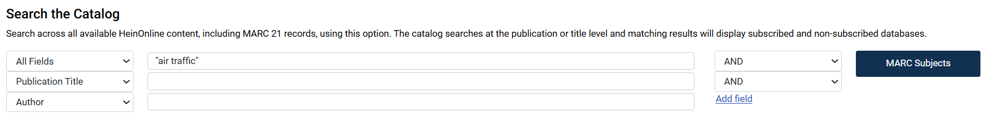 Search the Catalog
Search across all available HeinOnline content, including MARC 21 records, using this option. The catalog searches at the publication or title level and matching results will display subscribed and non-subscribed databases.
All Fields "air traffic" AND MARC Subjects
Publication Title AND
Author Add field